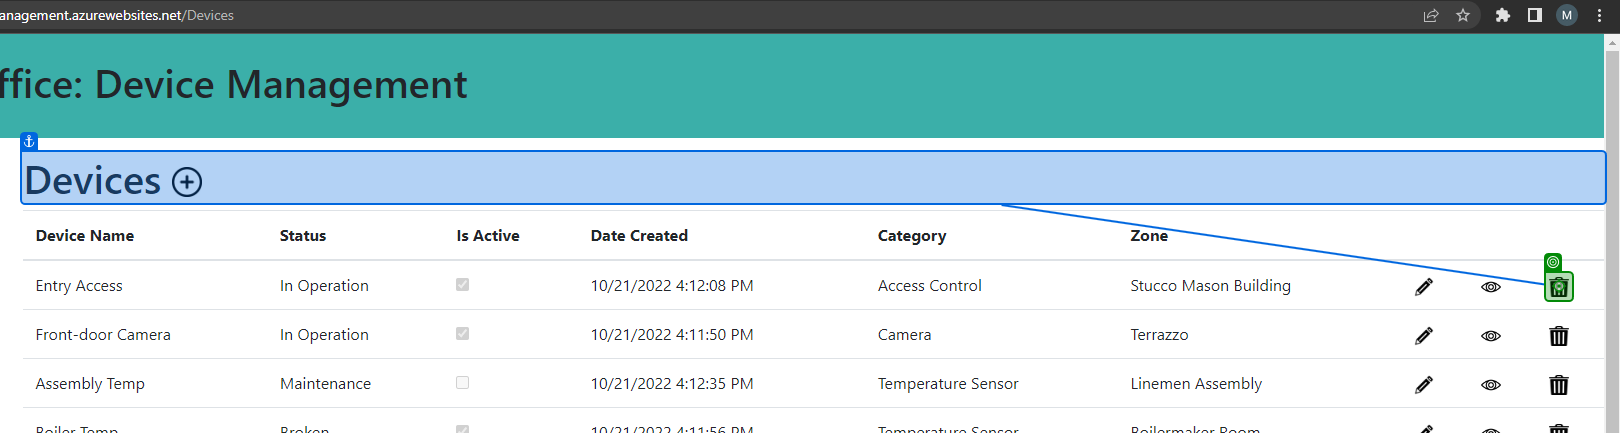 anagement.azurewebsites.net/Devices
M
ffice: Device Management
Devices
Device Name Status Is Active Date Created Category Zone
Entry Access In Operation 10/21/2022 4:12:08 PM Access Control Stucco Mason Building
Front-door Camera In Operation 10/21/2022 4:11:50 PM Camera Terrazzo
Assembly Temp Maintenance 10/21/2022 4:12:35 PM Temperature Sensor Linemen Assembly
Boiler Temp Broken 10/21/2022 4:11:56 PM Temperature Sensor Boilermaker Room